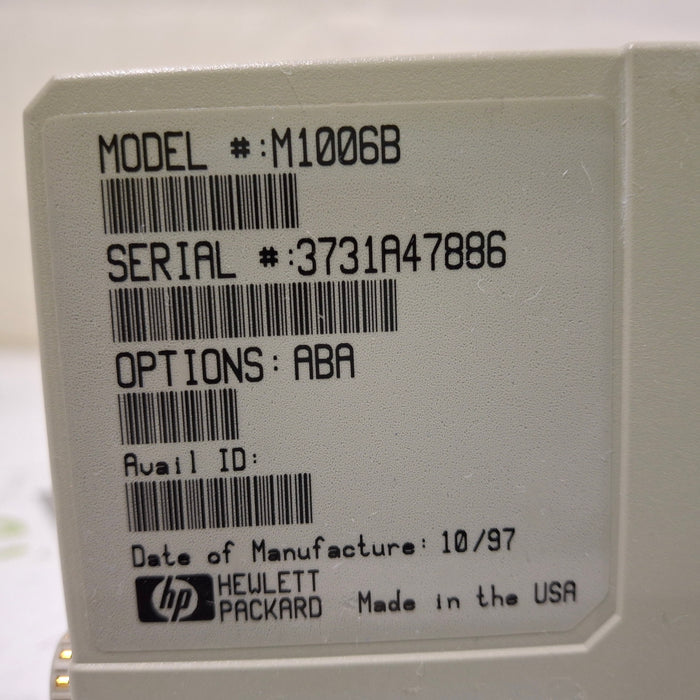 MODEL #:M1006B
SERIAL #:3731A47886
OPTIONS: ABA
Avail ID:
Date of Manufacture: 10/97
hp HEWLETT
PACKARD
Made in the USA